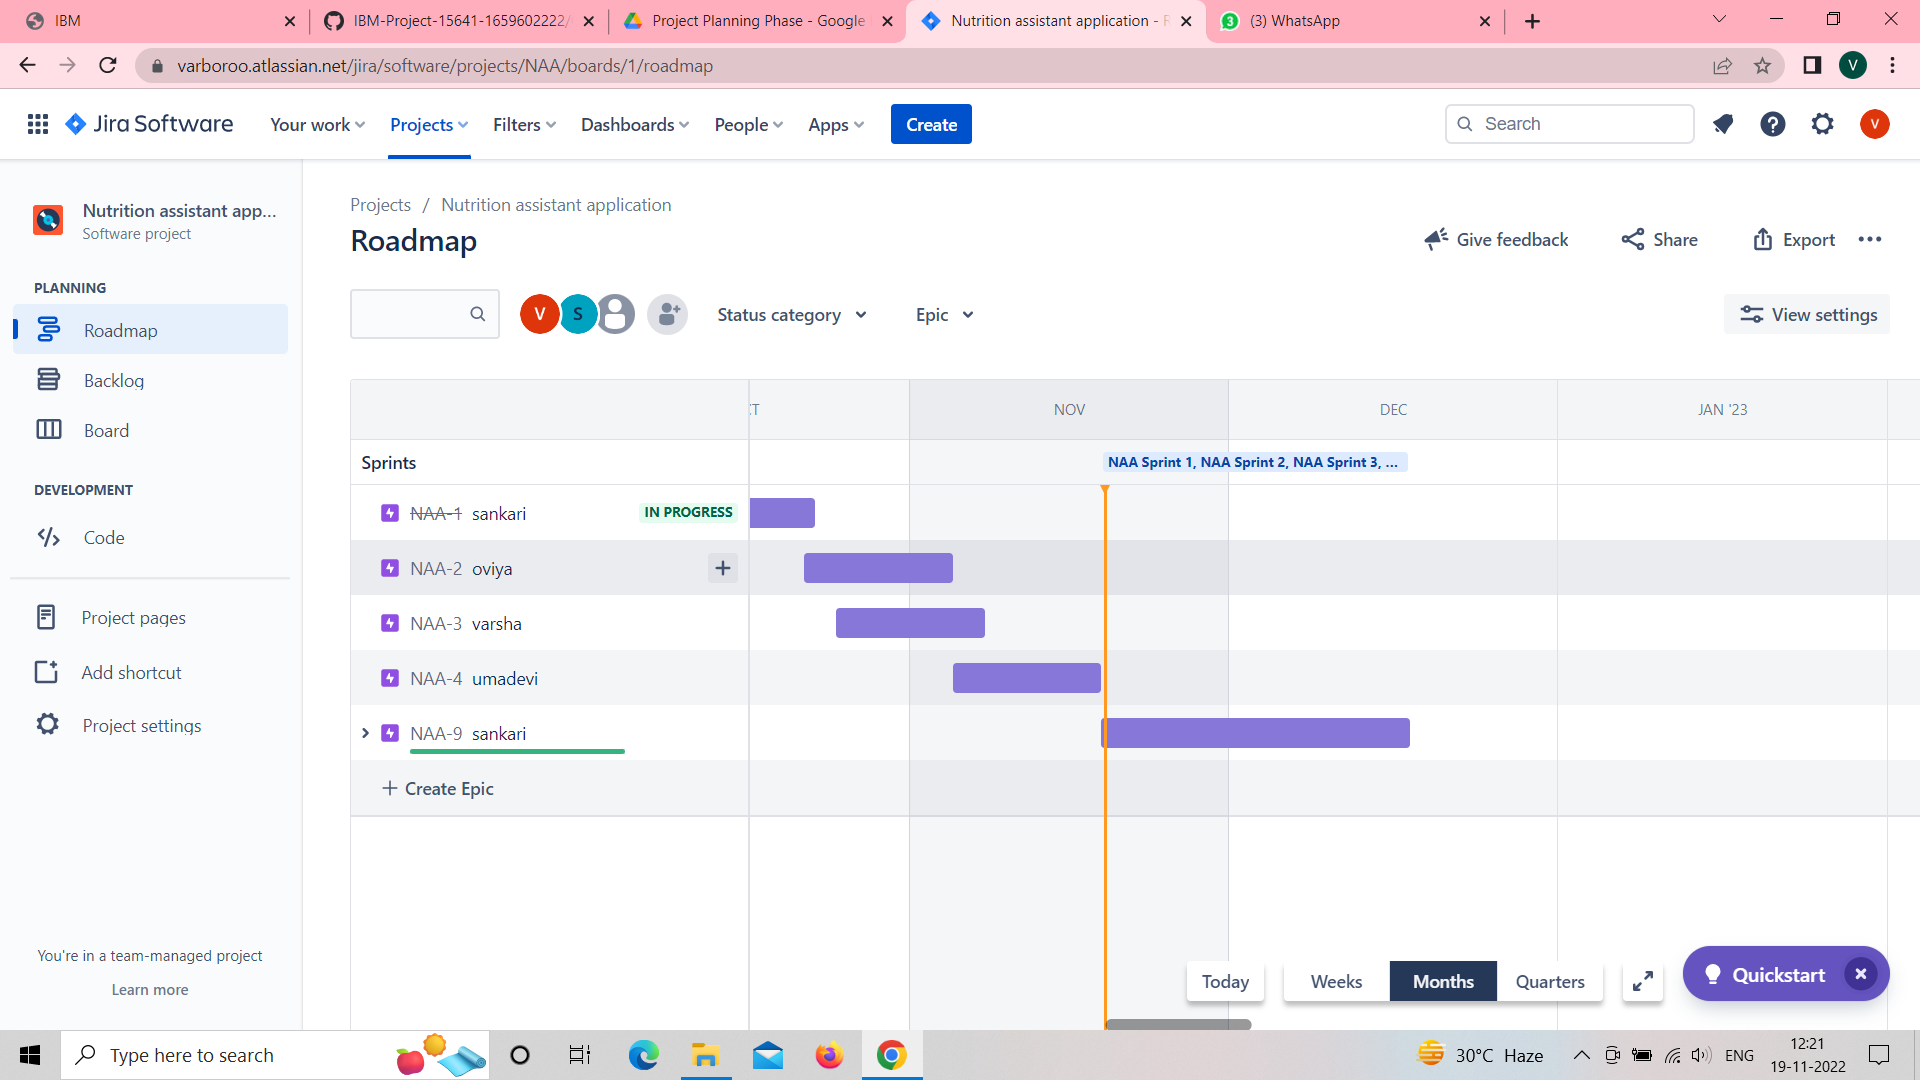 IBM
IBM-Project-15641-1659602222/
Project Planning Phase - Google
Nutrition assistant application - R
3 (3) WhatsApp
varboroo.atlassian.net/jira/software/projects/NAA/boards/1/roadmap
V
Jira Software
Your work
Projects
Filters
Dashboards
People
Apps
Create
Search
V
Nutrition assistant app...
Software project
PLANNING
Roadmap
Backlog
Board
DEVELOPMENT
Code
Project pages
Add shortcut
Project settings
You're in a team-managed project
Learn more
Projects / Nutrition assistant application
Roadmap
Give feedback
Share
Export
V S
Status category
Epic
View settings
NOV
DEC
JAN '23
Sprints
NAA Sprint 1, NAA Sprint 2, NAA Sprint 3, ...
NAA-1 sankari IN PROGRESS
NAA-2 oviya
NAA-3 varsha
NAA-4 umadevi
NAA-9 sankari
+ Create Epic
Today
Weeks
Months
Quarters
Quickstart
Type here to search
30°C Haze
ENG
12:21
19-11-2022